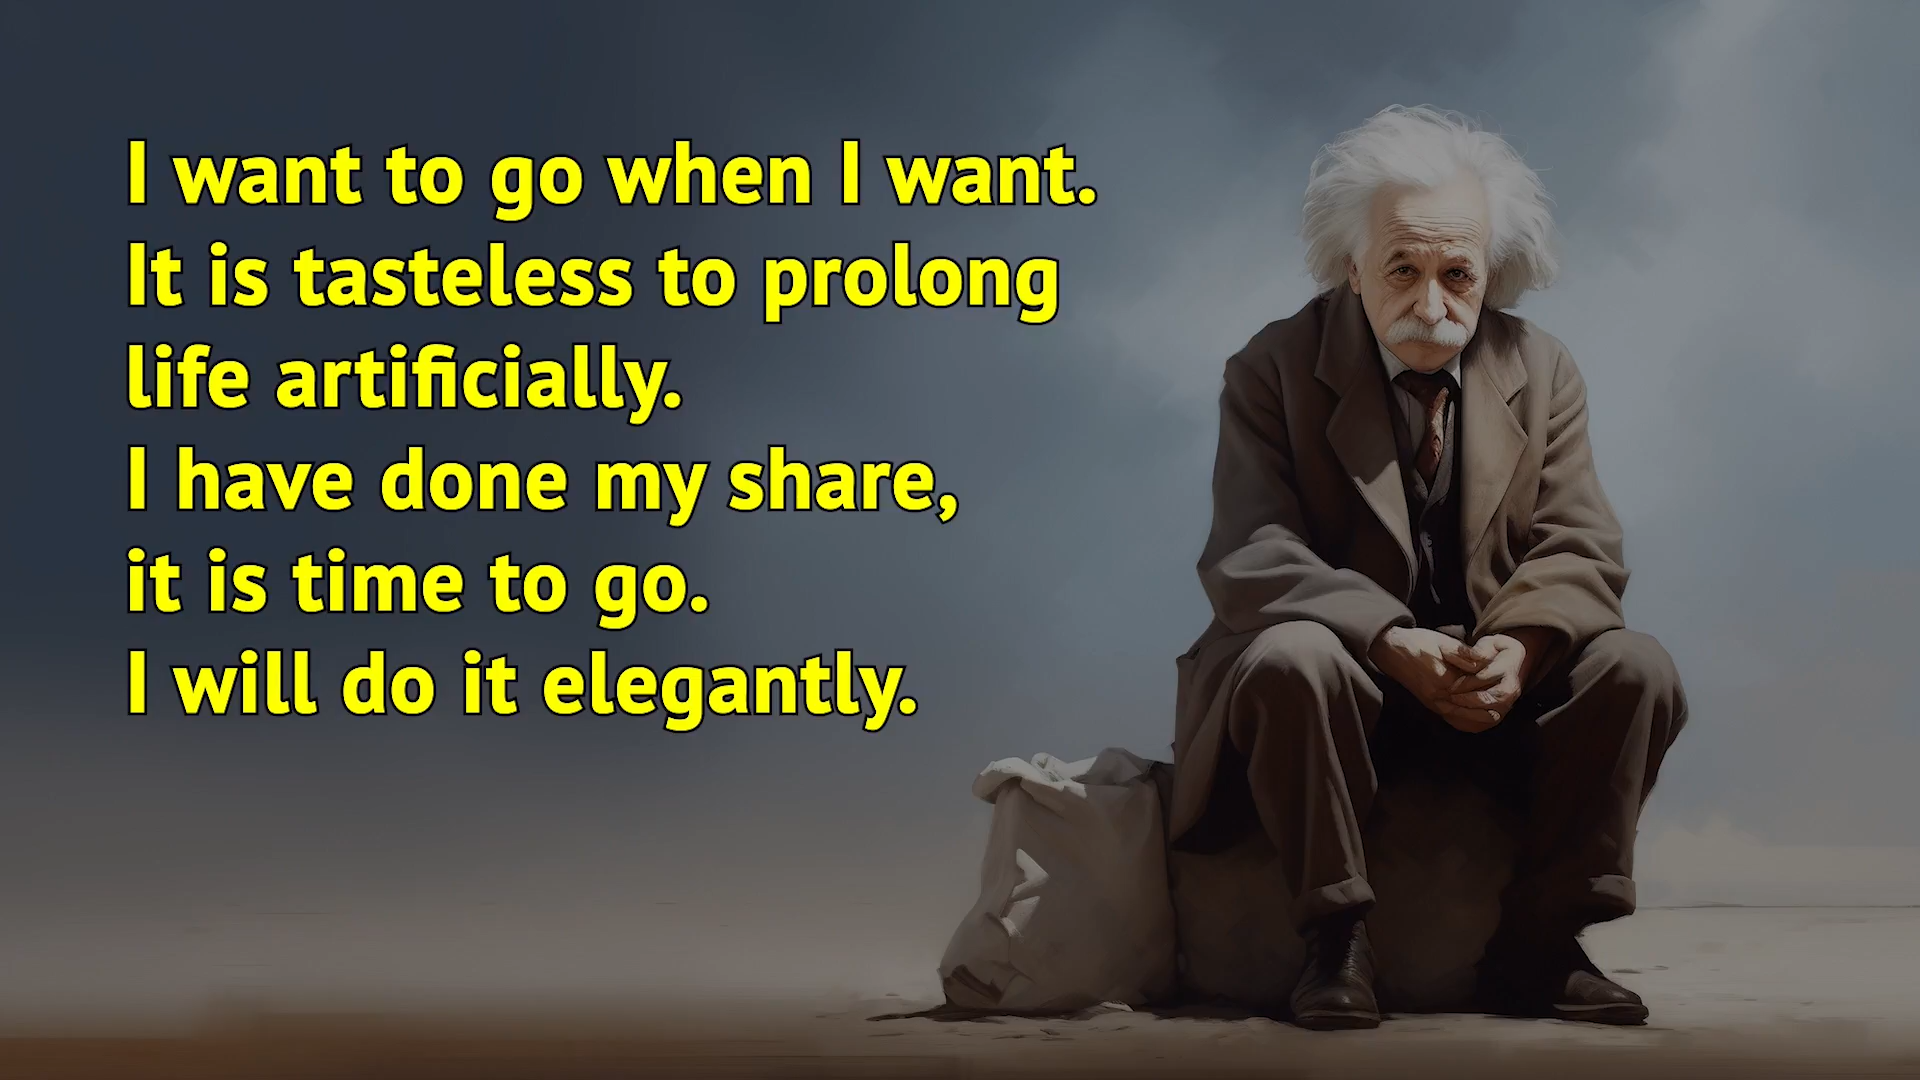 I want to go when I want.
It is tasteless to prolong
life artificially.
I have done my share,
it is time to go.
I will do it elegantly.